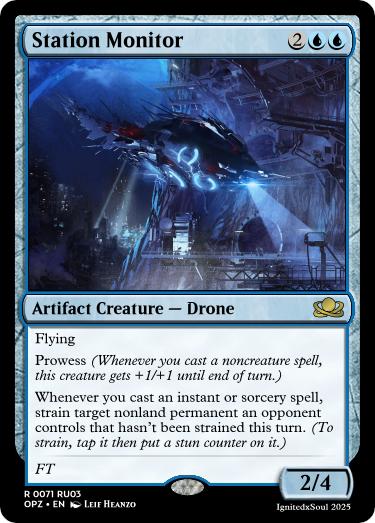 Station Monitor 2
Artifact Creature — Drone
Flying
Prowess (Whenever you cast a noncreature spell,
this creature gets +1/+1 until end of turn.)
Whenever you cast an instant or sorcery spell,
strain target nonland permanent an opponent
controls that hasn't been strained this turn. (To
strain, tap it then put a stun counter on it.)
FT
2/4
R 0071 RU03
OPZ • EN Leif Heanzo
IgnitedxSoul 2025